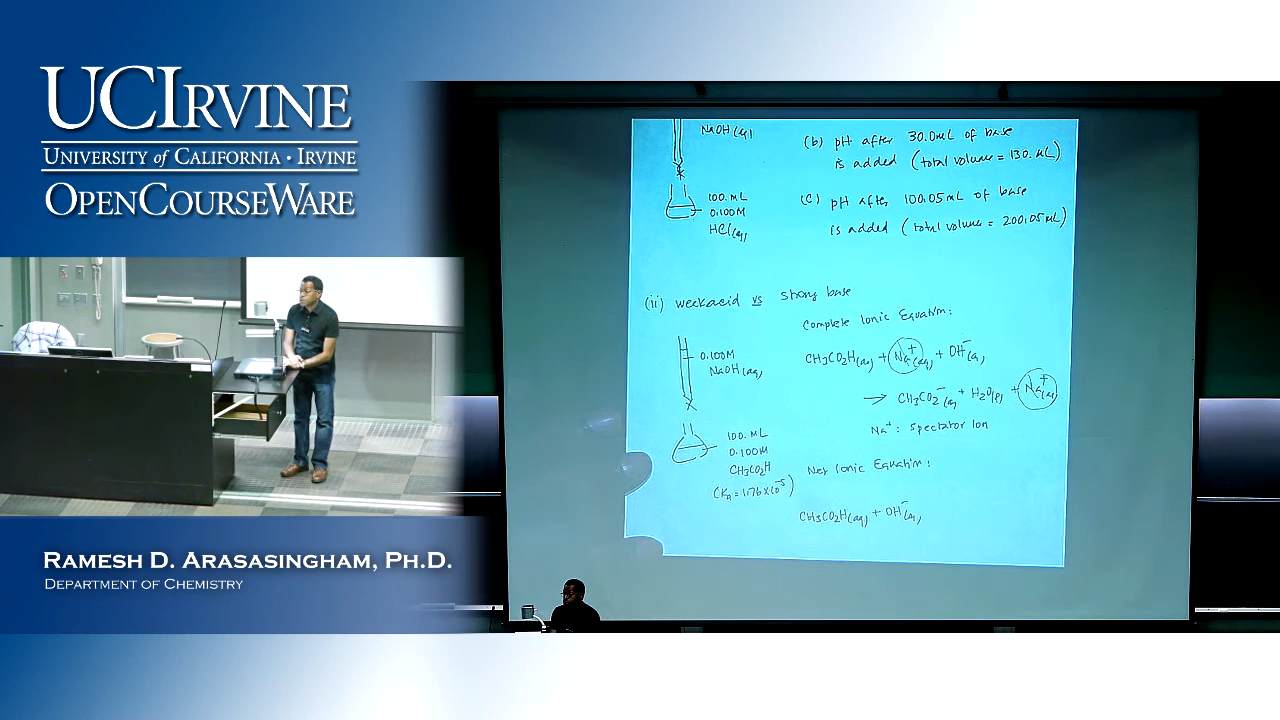 UCIRVINE
UNIVERSITY of CALIFORNIA · IRVINE
OPENCOURSEWARE
RAMESH D. ARASASINGHAM, PH.D.
DEPARTMENT OF CHEMISTRY
NaOH(aq)
(b) pH after 30.0mL of base
is added (total volume = 130. mL)
100. mL
0.100M
HCl(aq)
(c) pH after 100.05mL of base
is added (total volume = 200.05mL)
(ii) weak acid vs strong base
Complete Ionic Equation:
0.100M
NaOH(aq)
CH3CO2H(aq) + Na+(aq) + OH-(aq)
→ CH3CO2-(aq) + H2O(l) + Na+(aq)
Na+: Spectator Ion
100. mL
0.100M
CH3CO2H
(Ka = 1.76 x 10-5)
Net Ionic Equation:
CH3CO2H(aq) + OH-(aq)